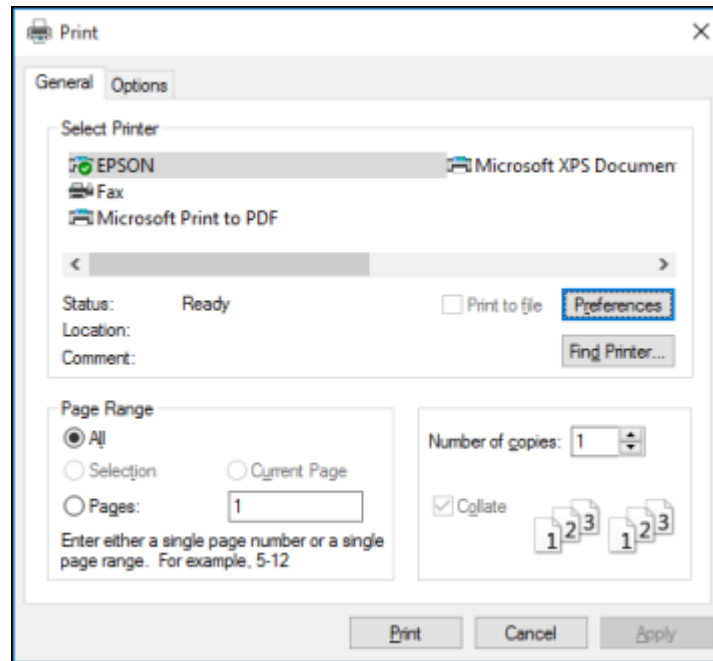 Print
General Options
Select Printer
EPSON Microsoft XPS Documen
Fax
Microsoft Print to PDF
Status: Ready Print to file Preferences
Location:
Comment: Find Printer...
Page Range
All
Number of copies: 1
Selection Current Page
Pages: 1
Collate
1 2 3 1 2 3
Enter either a single page number or a single
page range. For example, 5-12
Print Cancel Apply